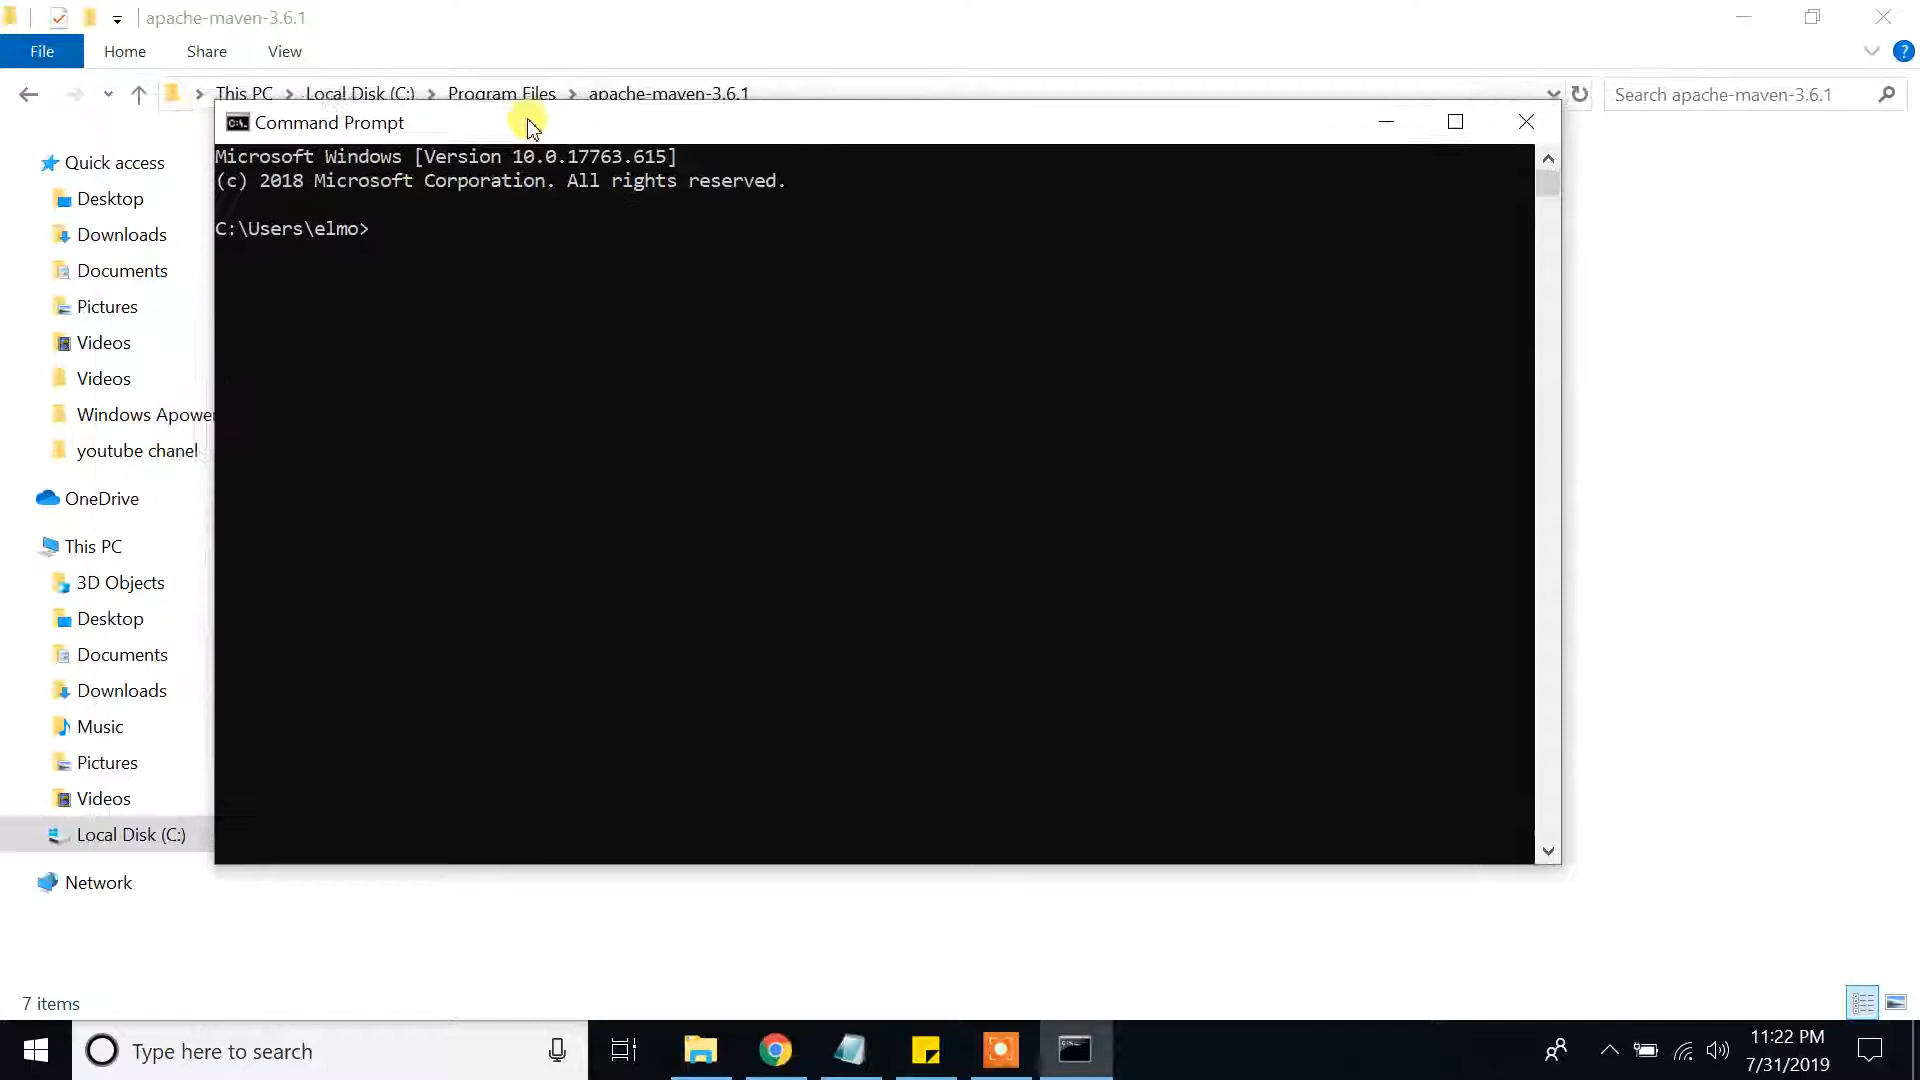 apache-maven-3.6.1
File Home Share View
This PC Local Disk (C:) Program Files apache-maven-3.6.1
Search apache-maven-3.6.1
Command Prompt
Microsoft Windows [Version 10.0.17763.615]
(c) 2018 Microsoft Corporation. All rights reserved.
C:\Users\elmo>
Quick access
Desktop
Downloads
Documents
Pictures
Videos
Videos
Windows Apower
youtube chanel
OneDrive
This PC
3D Objects
Desktop
Documents
Downloads
Music
Pictures
Videos
Local Disk (C:)
Network
7 items
Type here to search
11:22 PM
7/31/2019